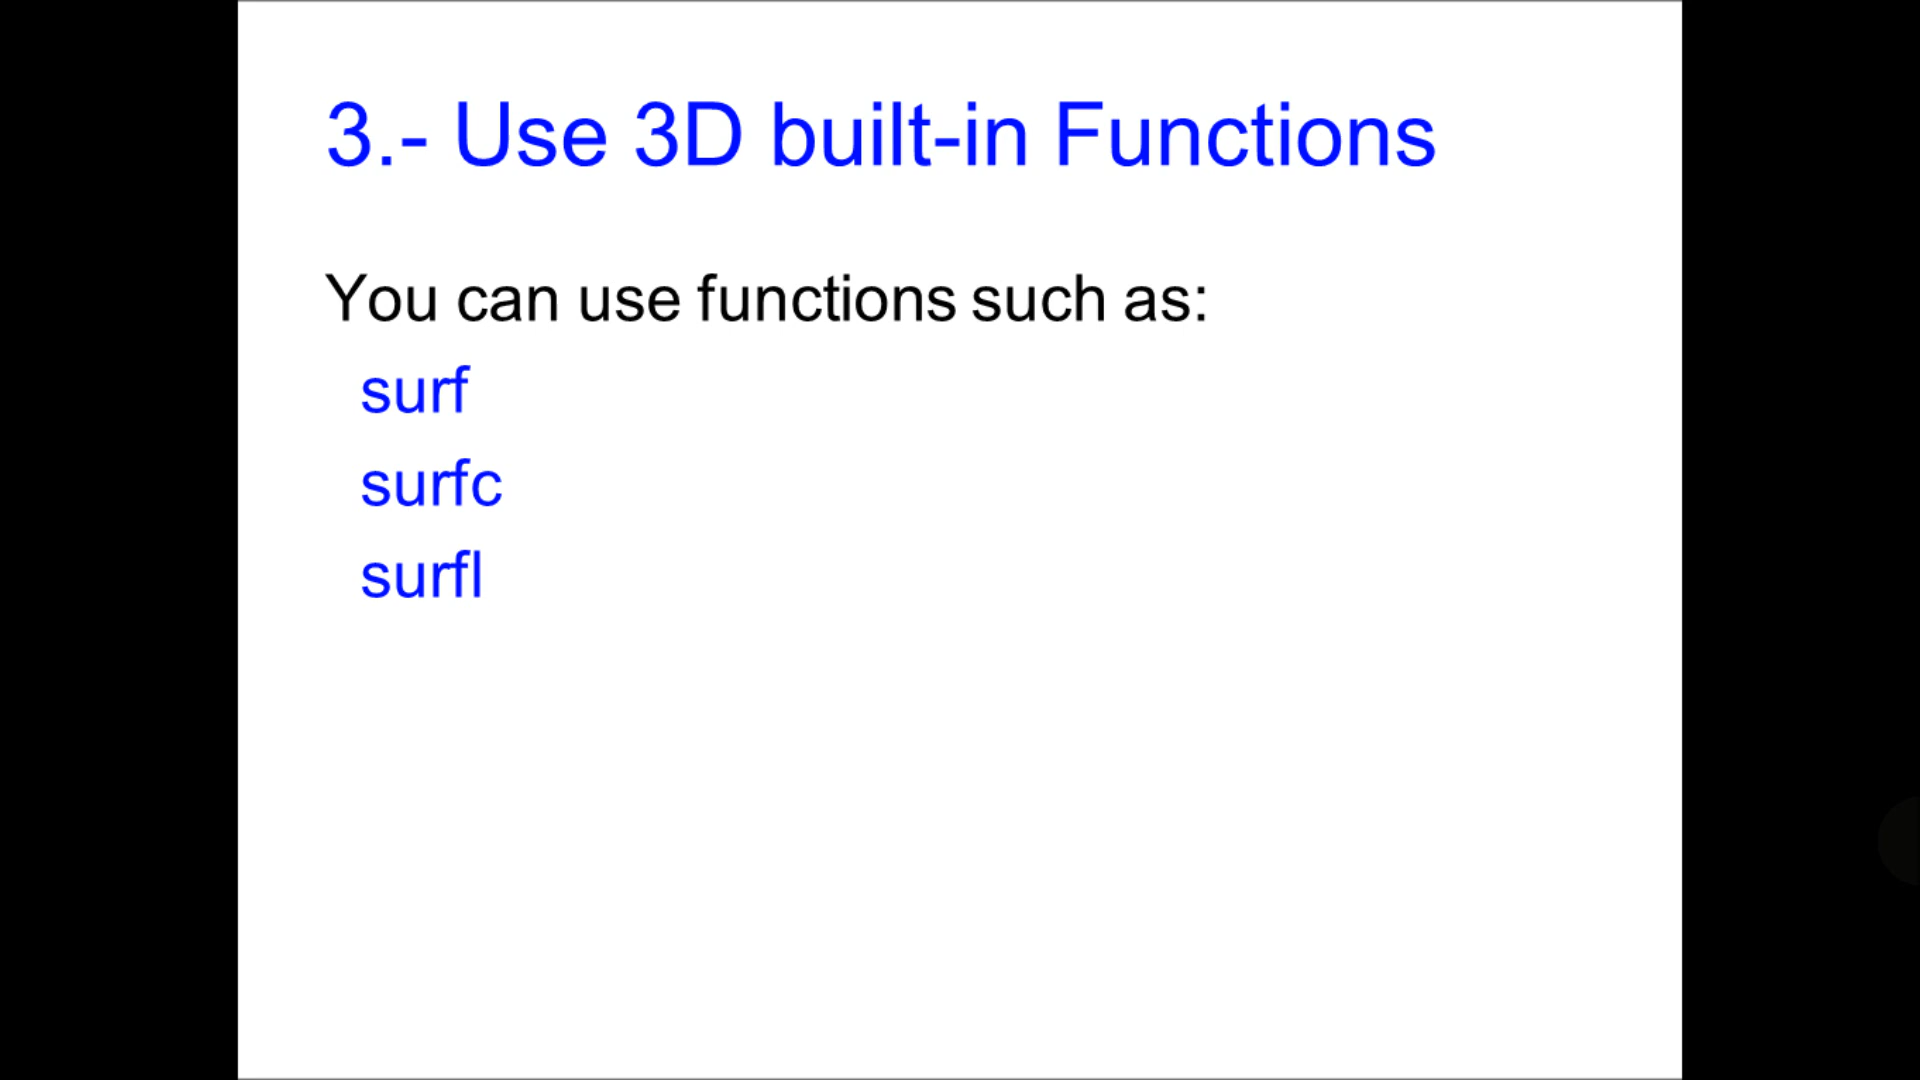 3.- Use 3D built-in Functions
You can use functions such as:
surf
surfc
surfl